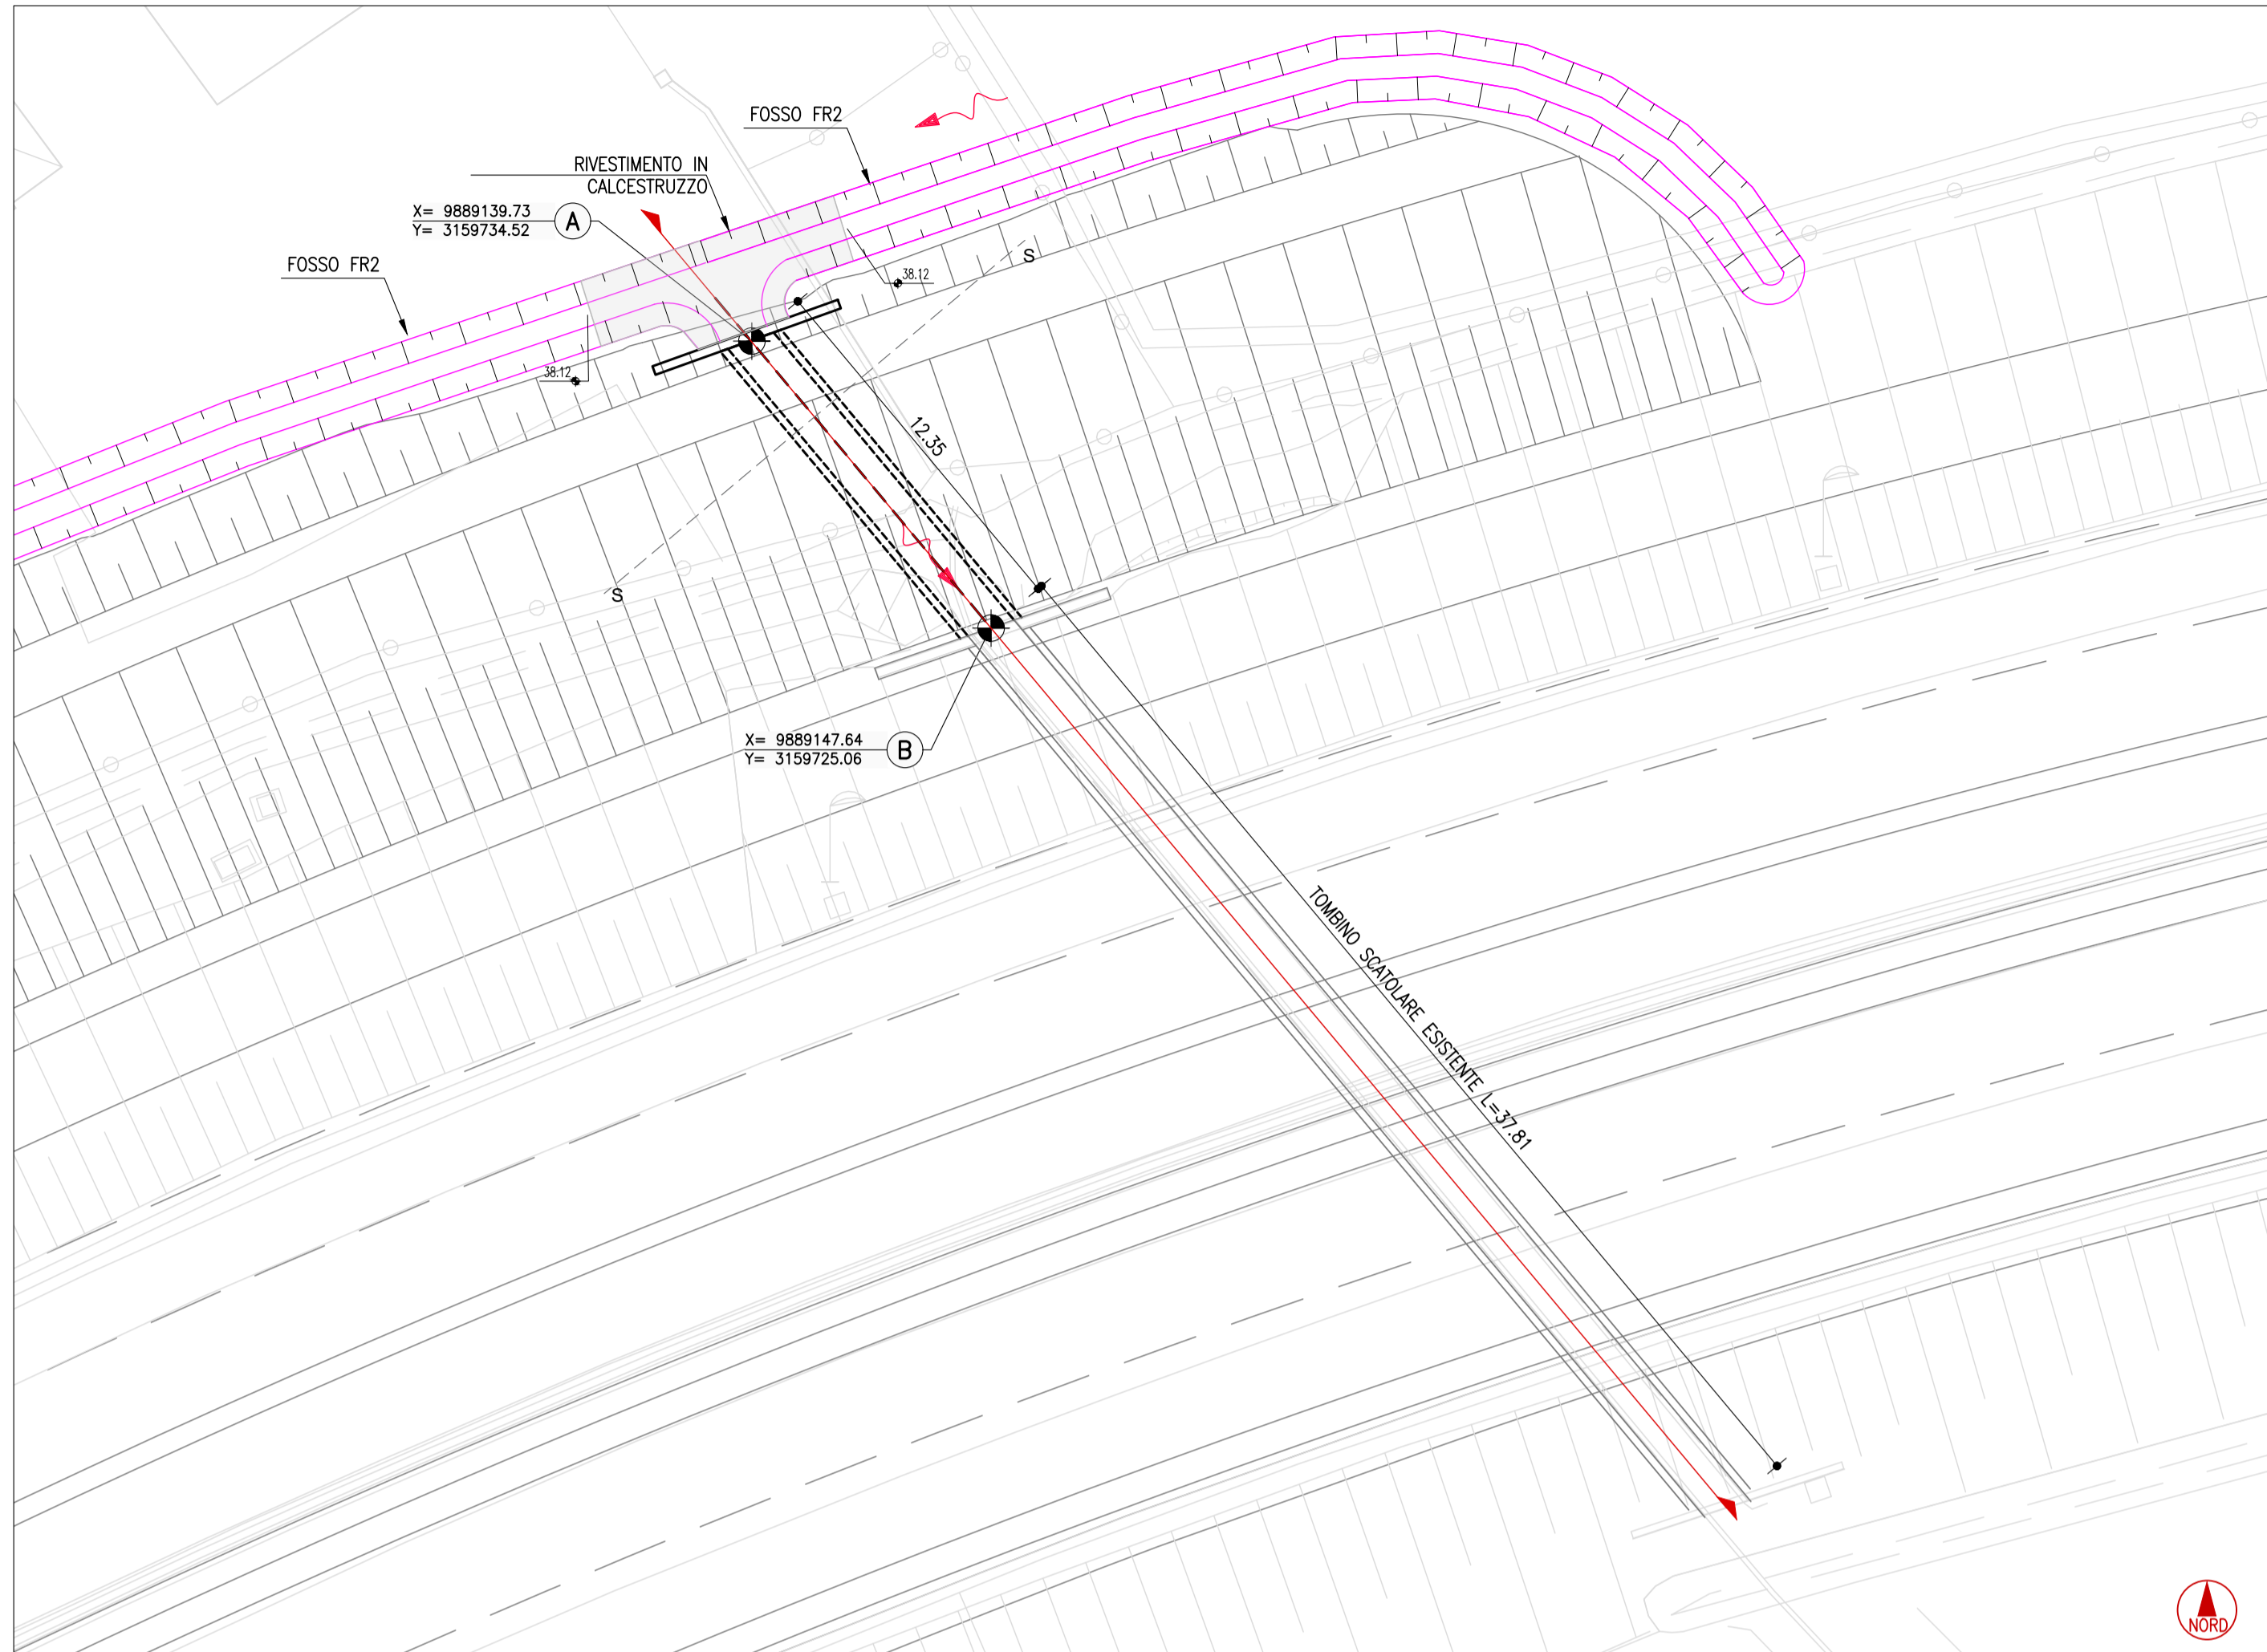 FOSSO FR2
RIVESTIMENTO IN
CALCESTRUZZO
X= 9889139.73
Y= 3159734.52
A
FOSSO FR2
38.12
S
38.12
12.35
S
X= 9889147.64
Y= 3159725.06
B
TOMBINO SCATOLARE ESISTENTE L=37.81
NORD